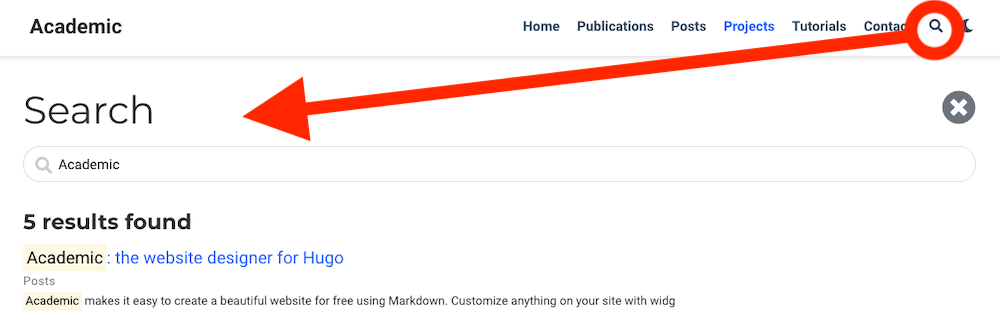 Academic Home Publications Posts Projects Tutorials Contac
Search
Academic
5 results found
Academic: the website designer for Hugo
Posts
Academic makes it easy to create a beautiful website for free using Markdown. Customize anything on your site with widg